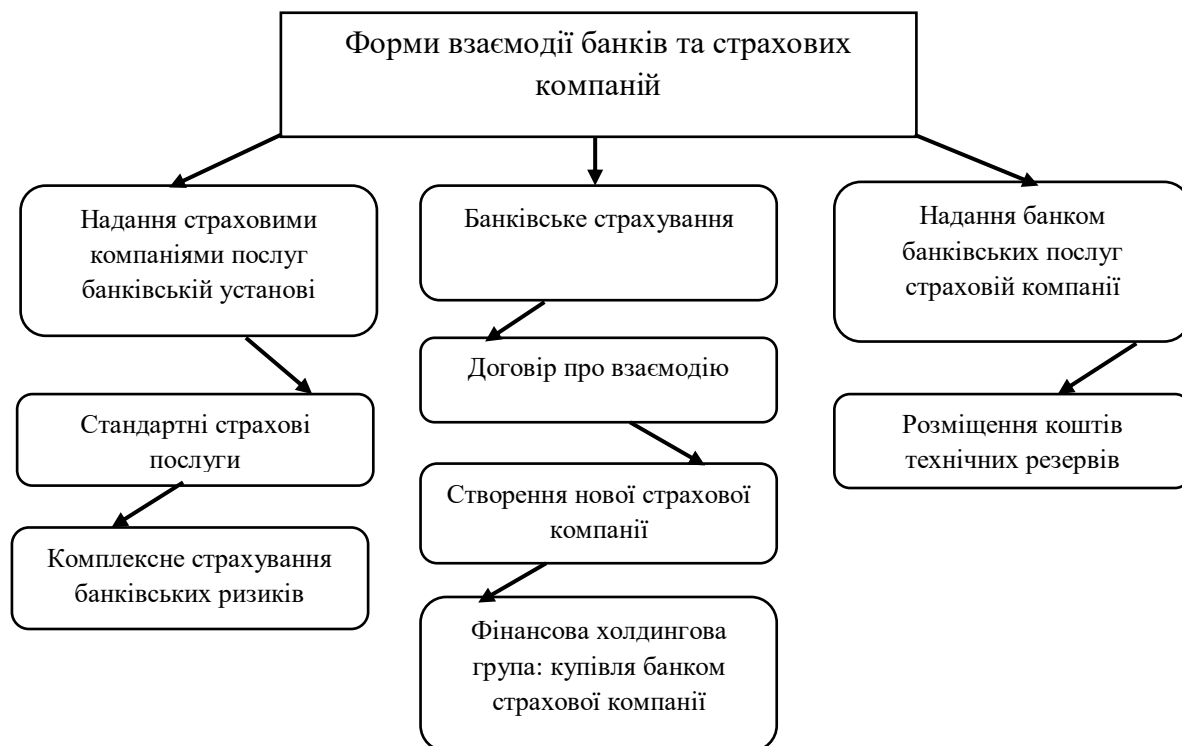 Форми взаємодії банків та страхових
компаній
Надання страховими
компаніями послуг
банківській установі
Стандартні страхові
послуги
Комплексне страхування
банківських ризиків
Банківське страхування
Договір про взаємодію
Створення нової страхової
компанії
Фінансова холдингова
група: купівля банком
страхової компанії
Надання банком
банківських послуг
страховій компанії
Розміщення коштів
технічних резервів